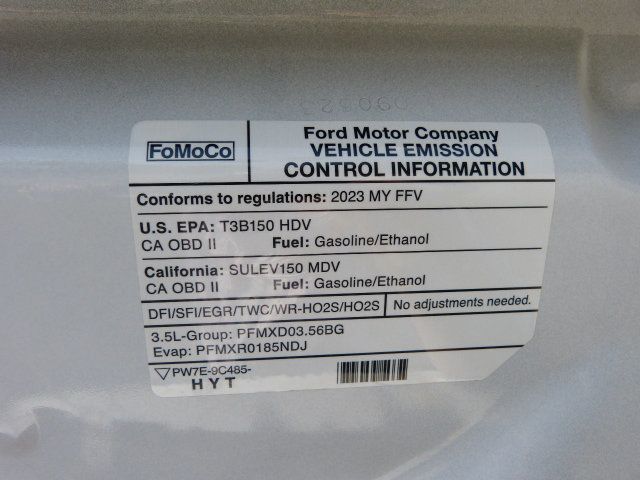 FoMoCo
Ford Motor Company
VEHICLE EMISSION
CONTROL INFORMATION
Conforms to regulations: 2023 MY FFV
U.S. EPA: T3B150 HDV
CA OBD II Fuel: Gasoline/Ethanol
California: SULEV150 MDV
CA OBD II Fuel: Gasoline/Ethanol
DFI/SFI/EGR/TWC/WR-HO2S/HO2S No adjustments needed.
3.5L-Group: PFMXD03.56BG
Evap: PFMXR0185NDJ
PW7E-9C485-
HYT